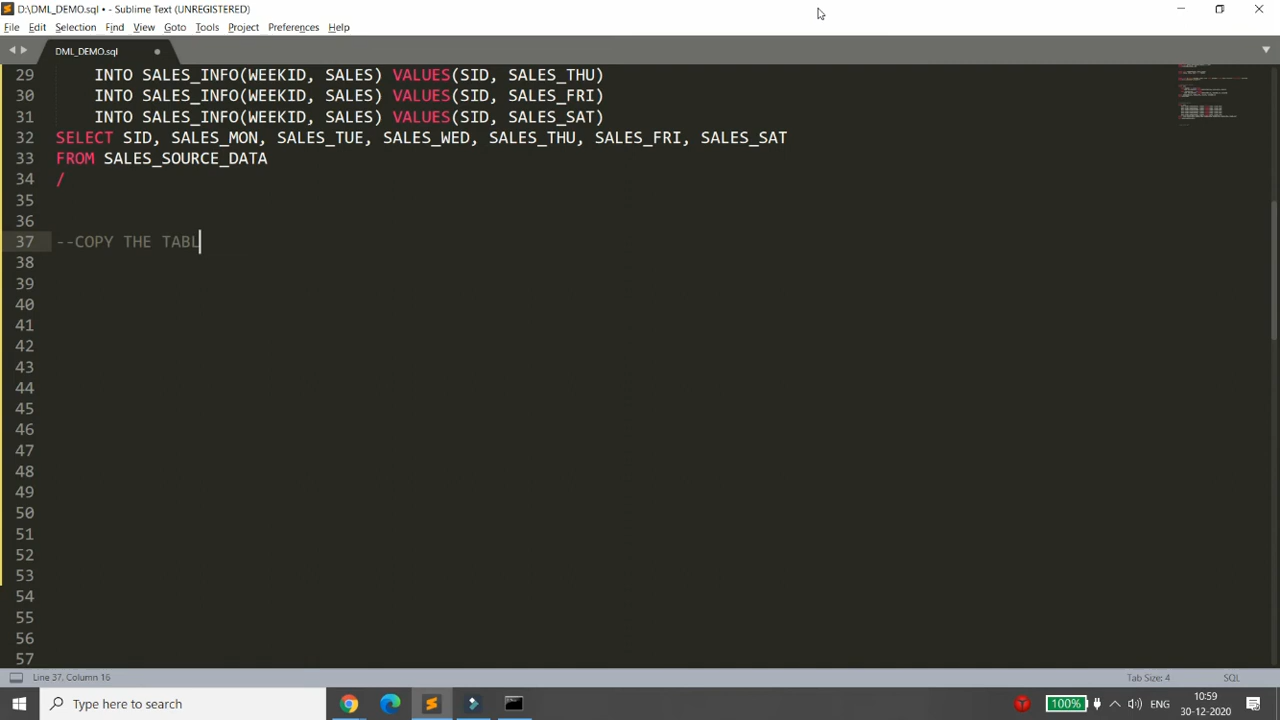 D:\DML_DEMO.sql • - Sublime Text (UNREGISTERED)
File Edit Selection Find View Goto Tools Project Preferences Help
DML_DEMO.sql
29 INTO SALES_INFO(WEEKID, SALES) VALUES(SID, SALES_THU)
30 INTO SALES_INFO(WEEKID, SALES) VALUES(SID, SALES_FRI)
31 INTO SALES_INFO(WEEKID, SALES) VALUES(SID, SALES_SAT)
32 SELECT SID, SALES_MON, SALES_TUE, SALES_WED, SALES_THU, SALES_FRI, SALES_SAT
33 FROM SALES_SOURCE_DATA
34 /
35
36
37 --COPY THE TABL
38
39
40
41
42
43
44
45
46
47
48
49
50
51
52
53
54
55
56
57
Line 37, Column 16 Tab Size: 4 SQL
Type here to search 100% ENG 10:59
30-12-2020